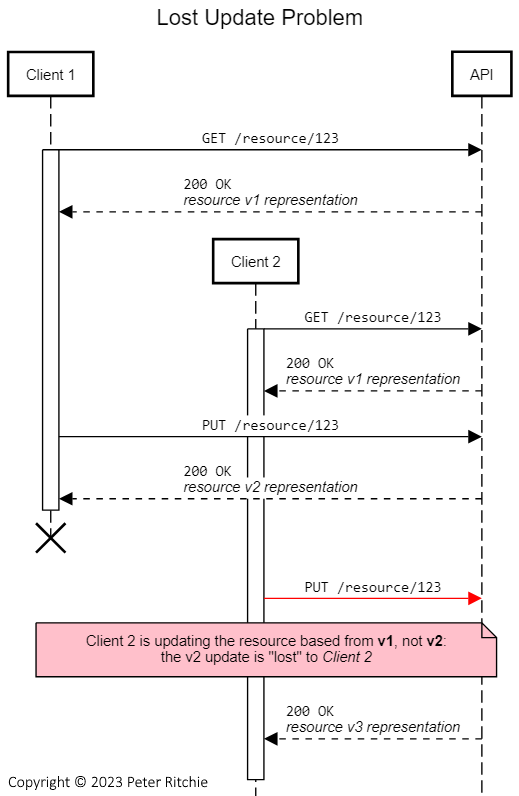 Lost Update Problem
Client 1
API
GET /resource/123
200 OK
resource v1 representation
Client 2
GET /resource/123
200 OK
resource v1 representation
PUT /resource/123
200 OK
resource v2 representation
PUT /resource/123
Client 2 is updating the resource based from v1, not v2:
the v2 update is "lost" to Client 2
200 OK
resource v3 representation
Copyright © 2023 Peter Ritchie